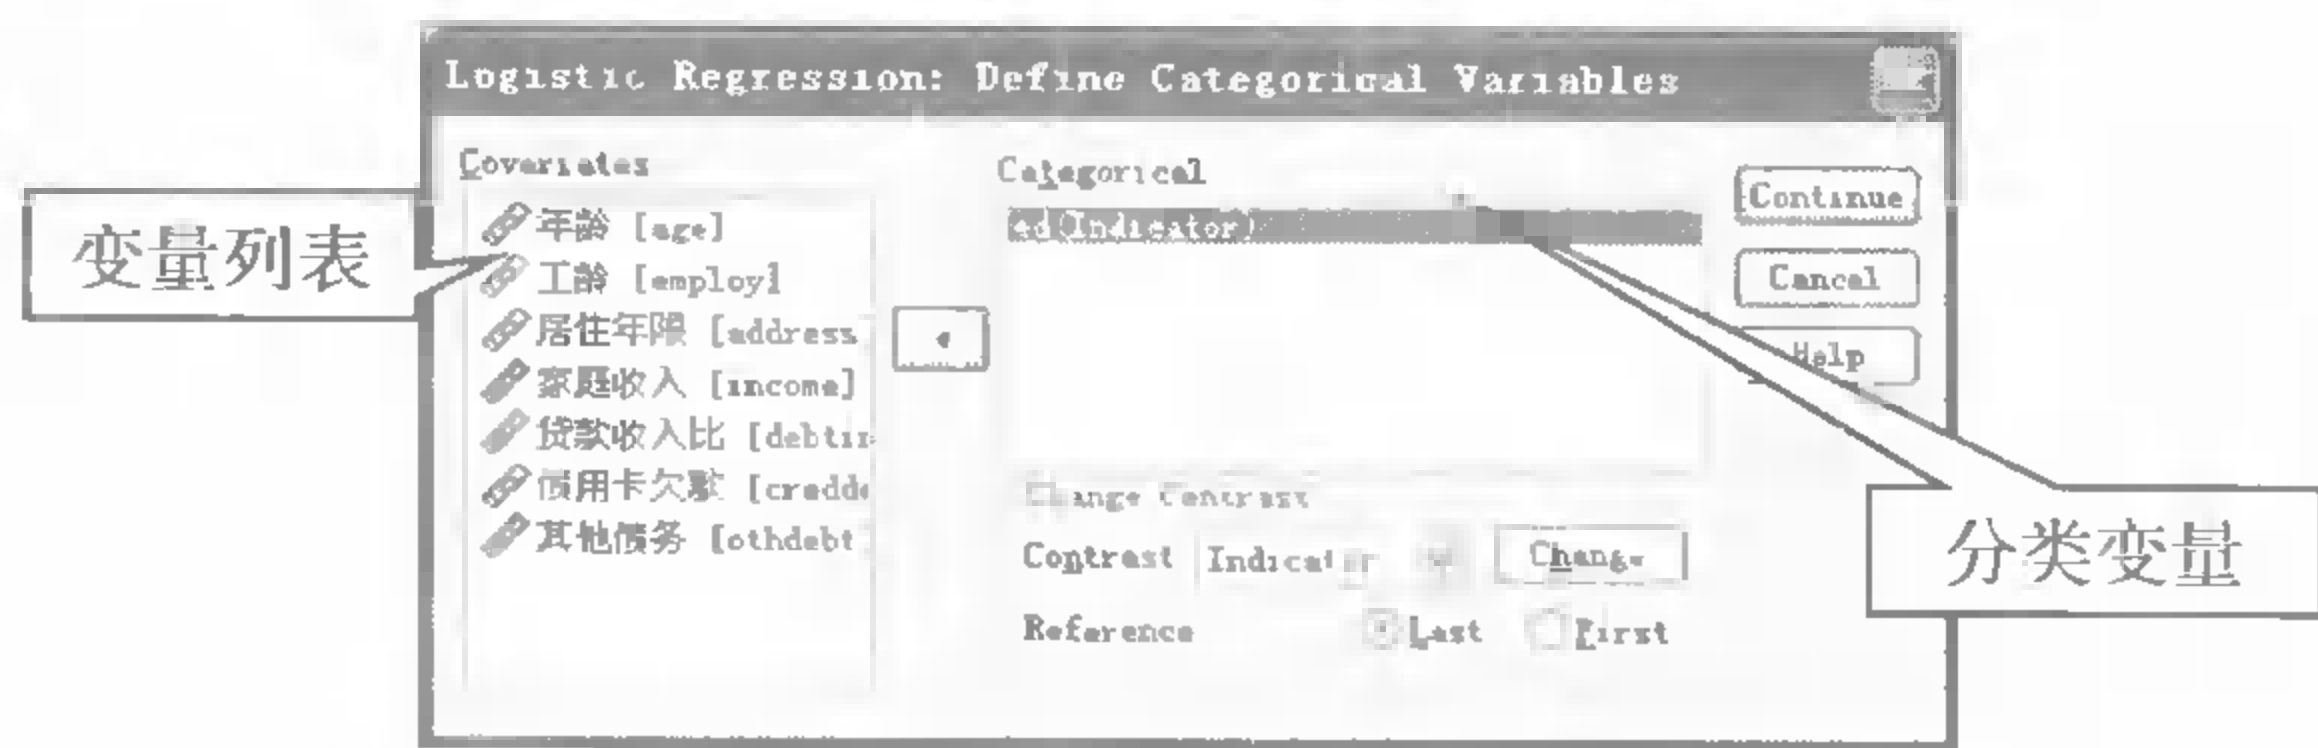 Logistic Regression: Define Categorical Variables
Covariates
Categorical
变量列表
年龄 [age]
工龄 [employ]
居住年限 [address
家庭收入 [income]
贷款收入比 [debtin
信用卡欠款 [credde
其他债务 [othdebt
ed(Indicator)
Continue
Cancel
Help
分类变量
Change Contrast
Contrast Indicator Change
Reference Last First